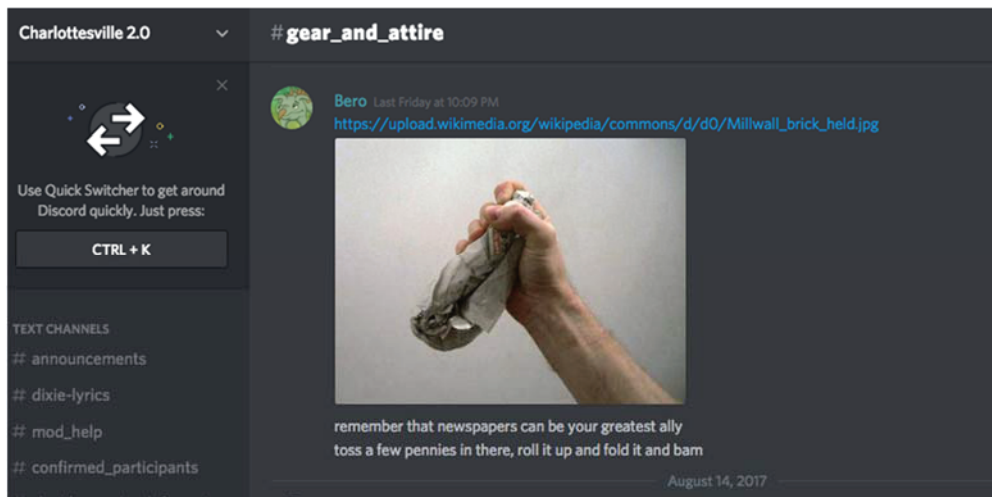 Charlottesville 2.0
Use Quick Switcher to get around
Discord quickly. Just press:
CTRL + K
TEXT CHANNELS
# announcements
# dixie-lyrics
# mod_help
# confirmed_participants
#gear_and_attire
Bero Last Friday at 10:09 PM
https://upload.wikimedia.org/wikipedia/commons/d/d0/Millwall_brick_held.jpg
remember that newspapers can be your greatest ally
toss a few pennies in there, roll it up and fold it and bam
August 14, 2017